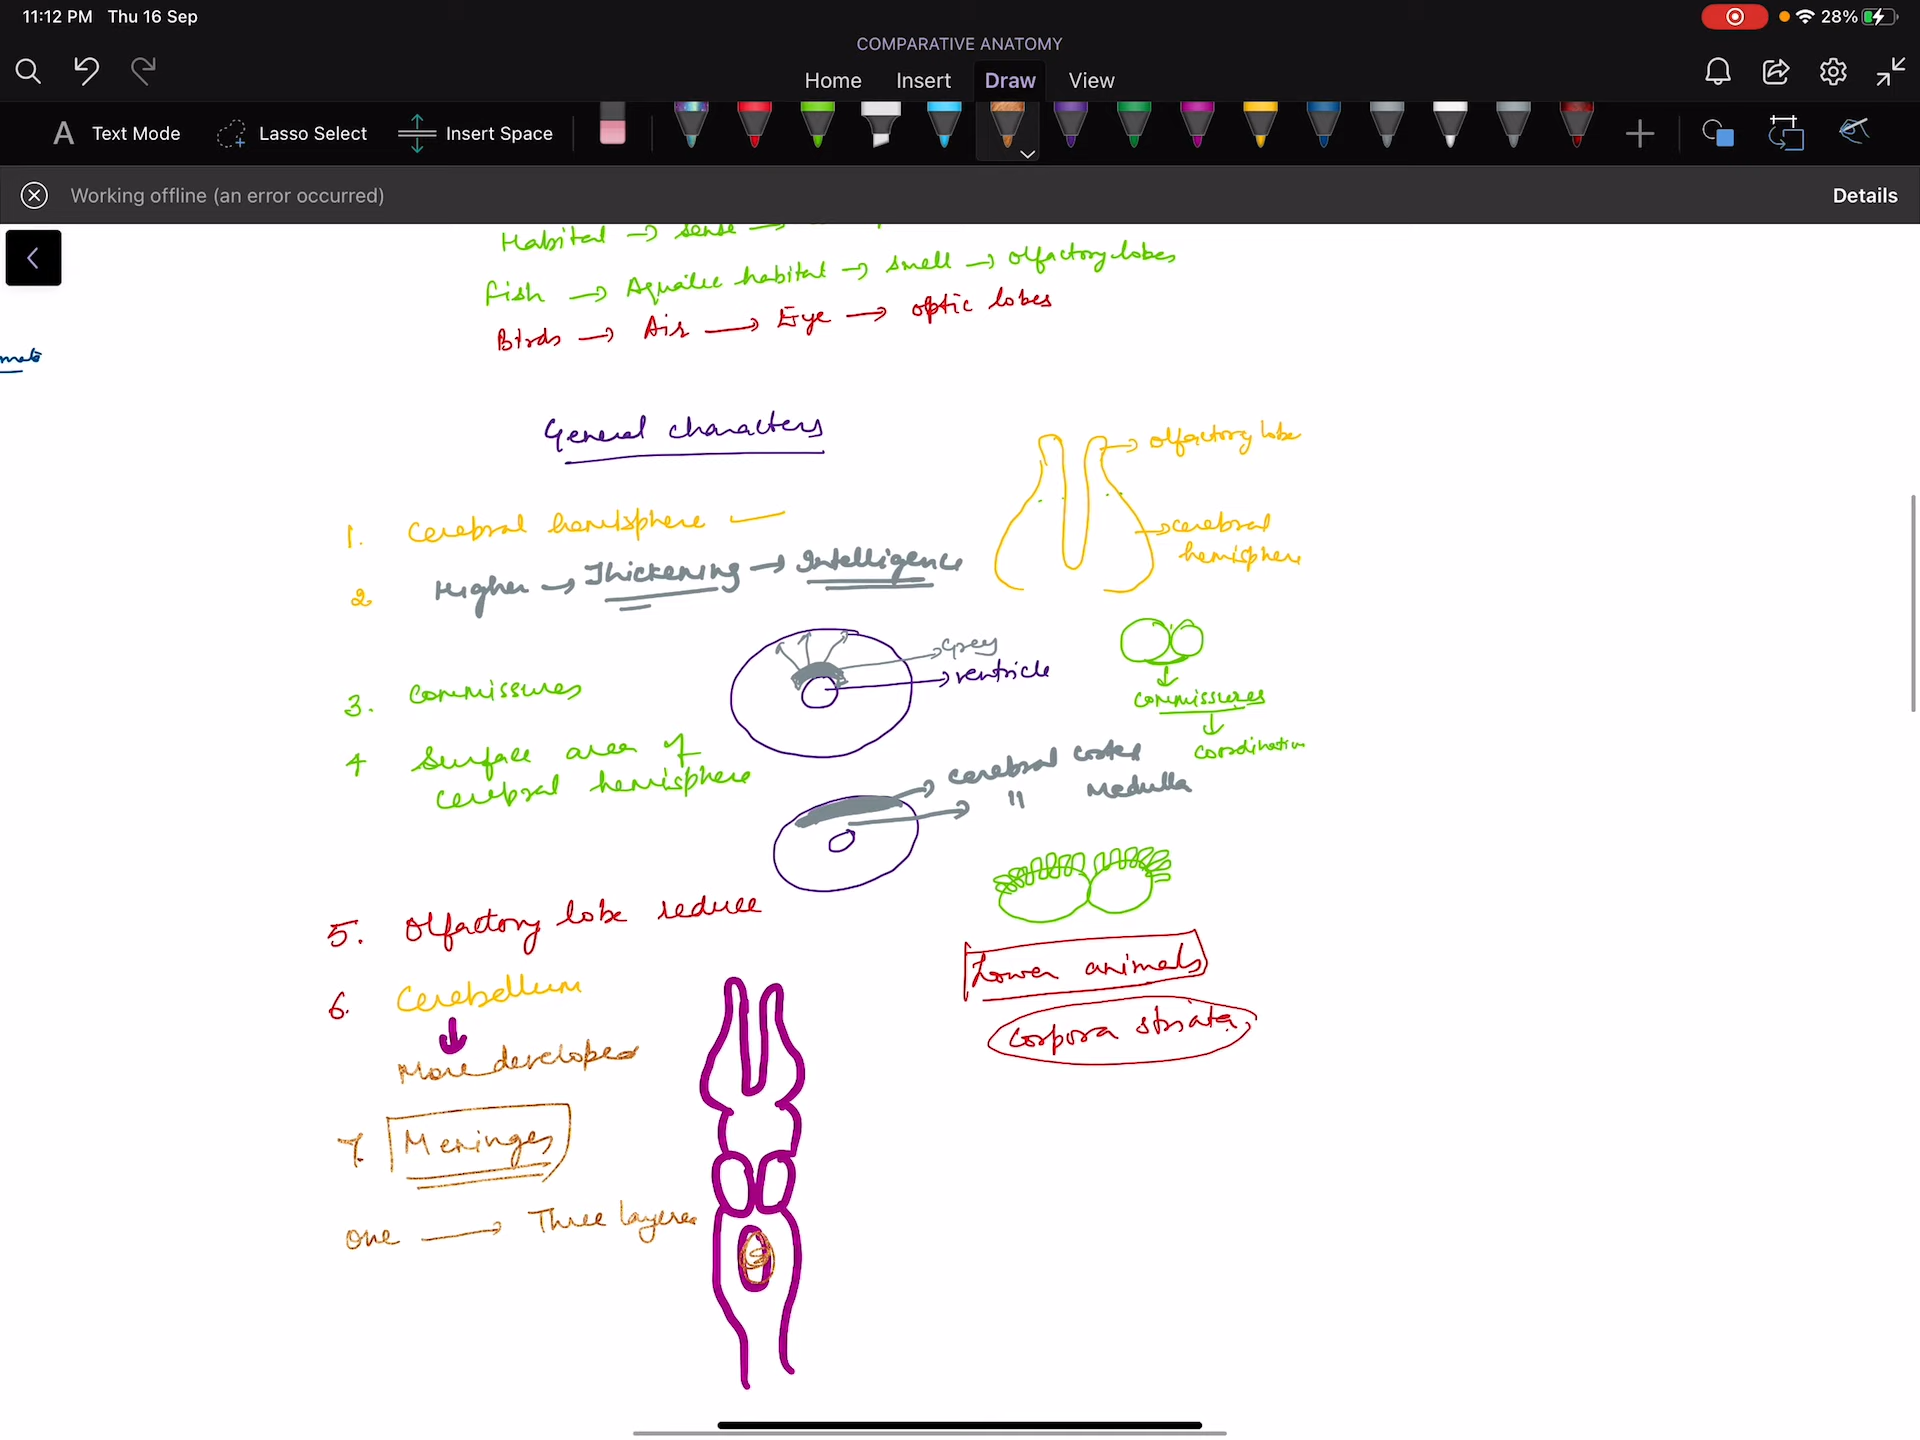 11:12 PM Thu 16 Sep
28%
COMPARATIVE ANATOMY
Home Insert Draw View
A Text Mode Lasso Select Insert Space
Working offline (an error occurred)
Details
Habital → sense →
Fish → Aquatic habitat → smell → olfactory lobes
Birds → Air → Eye → optic lobes
General characters
→ olfactory lobe
1. Cerebral hemisphere
→ cerebral
hemisphere
2 Higher → Thickening → Intelligence
→ Grey
→ ventricle
3. Commissures
commissures
↓
coordination
4 Surface area of
cerebral hemisphere
→ cerebral cortex
→ " Medulla
5. Olfactory lobe reduce
Lower animals
6. Cerebellum
↓
More developed
Corpora striata
7. Meninges
One → Three layers